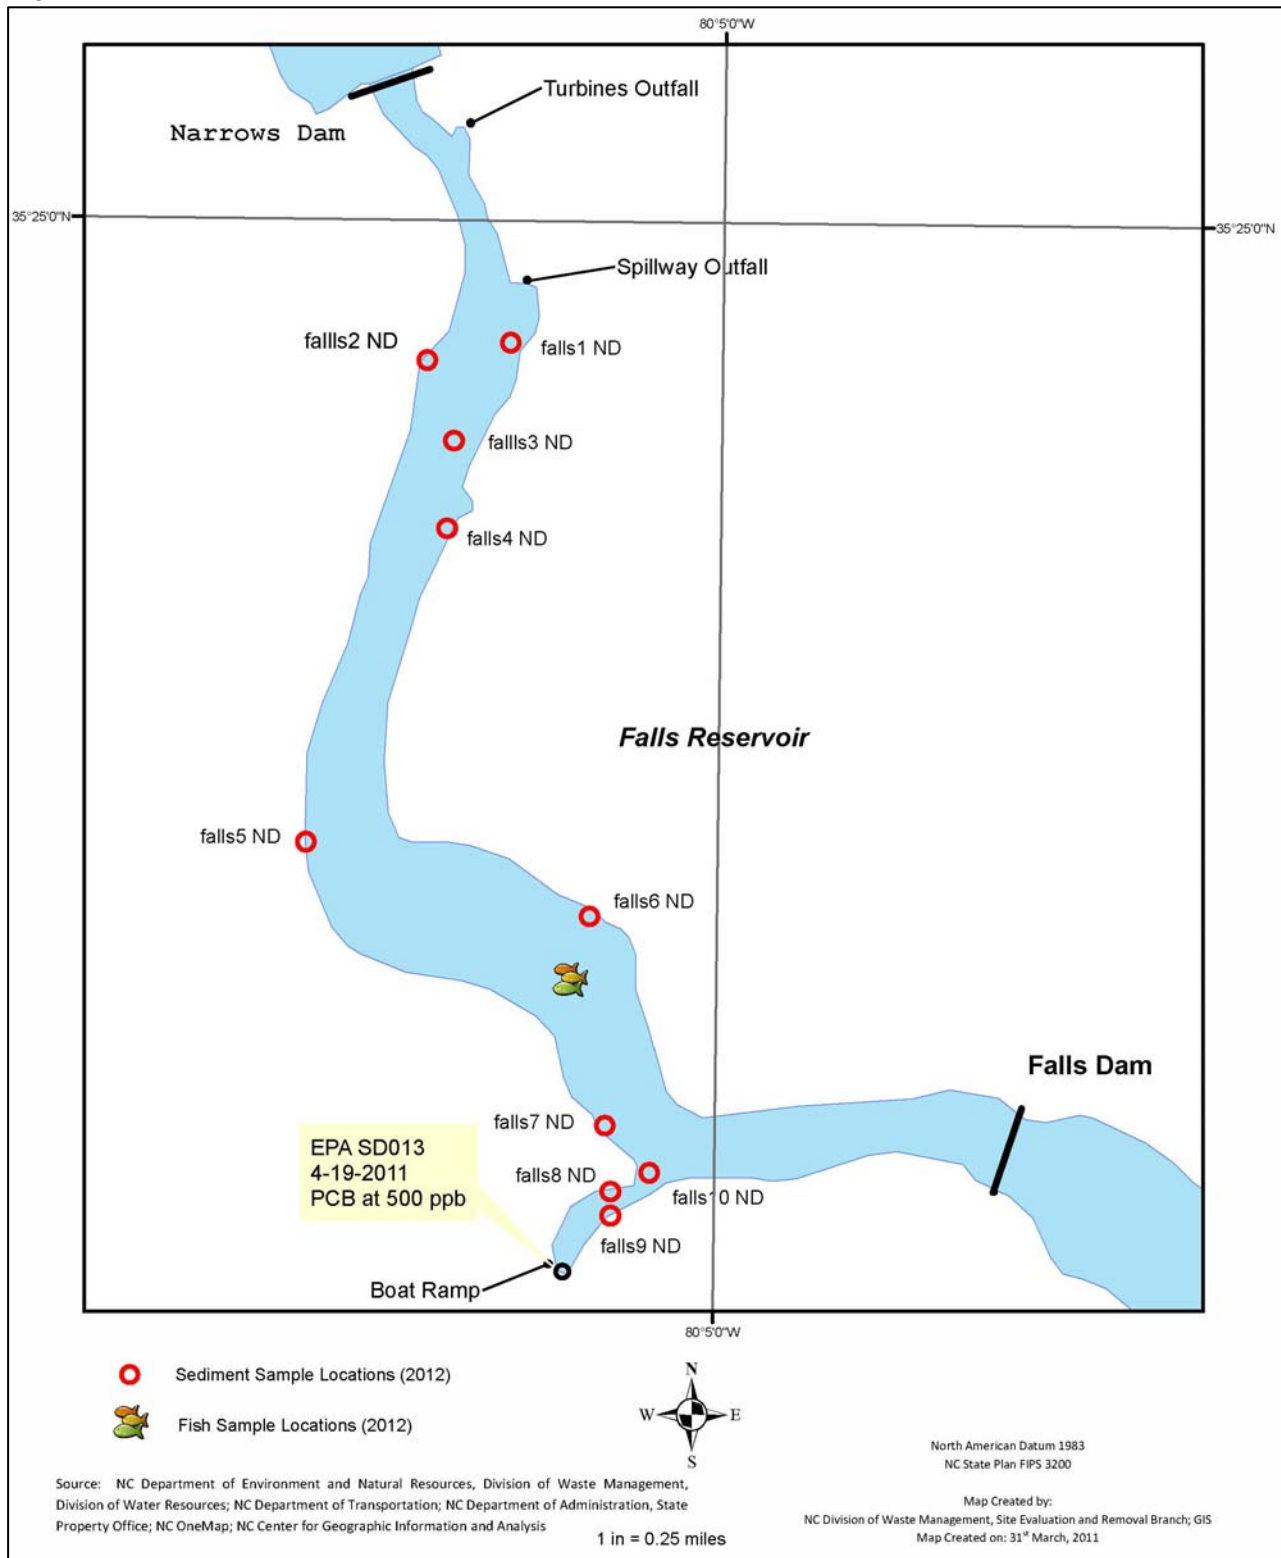 80°5'0"W
Turbines Outfall
Narrows Dam
35°25'0"N
35°25'0"N
Spillway Outfall
fallls2 ND
falls1 ND
fallls3 ND
falls4 ND
Falls Reservoir
falls5 ND
falls6 ND
Falls Dam
falls7 ND
EPA SD013
4-19-2011
PCB at 500 ppb
falls8 ND
falls10 ND
falls9 ND
Boat Ramp
80°5'0"W
Sediment Sample Locations (2012)
Fish Sample Locations (2012)
N
W
E
S
North American Datum 1983
NC State Plan FIPS 3200
Source: NC Department of Environment and Natural Resources, Division of Waste Management,
Division of Water Resources; NC Department of Transportation; NC Department of Administration, State
Property Office; NC OneMap; NC Center for Geographic Information and Analysis
1 in = 0.25 miles
Map Created by:
NC Division of Waste Management, Site Evaluation and Removal Branch; GIS
Map Created on: 31st March, 2011